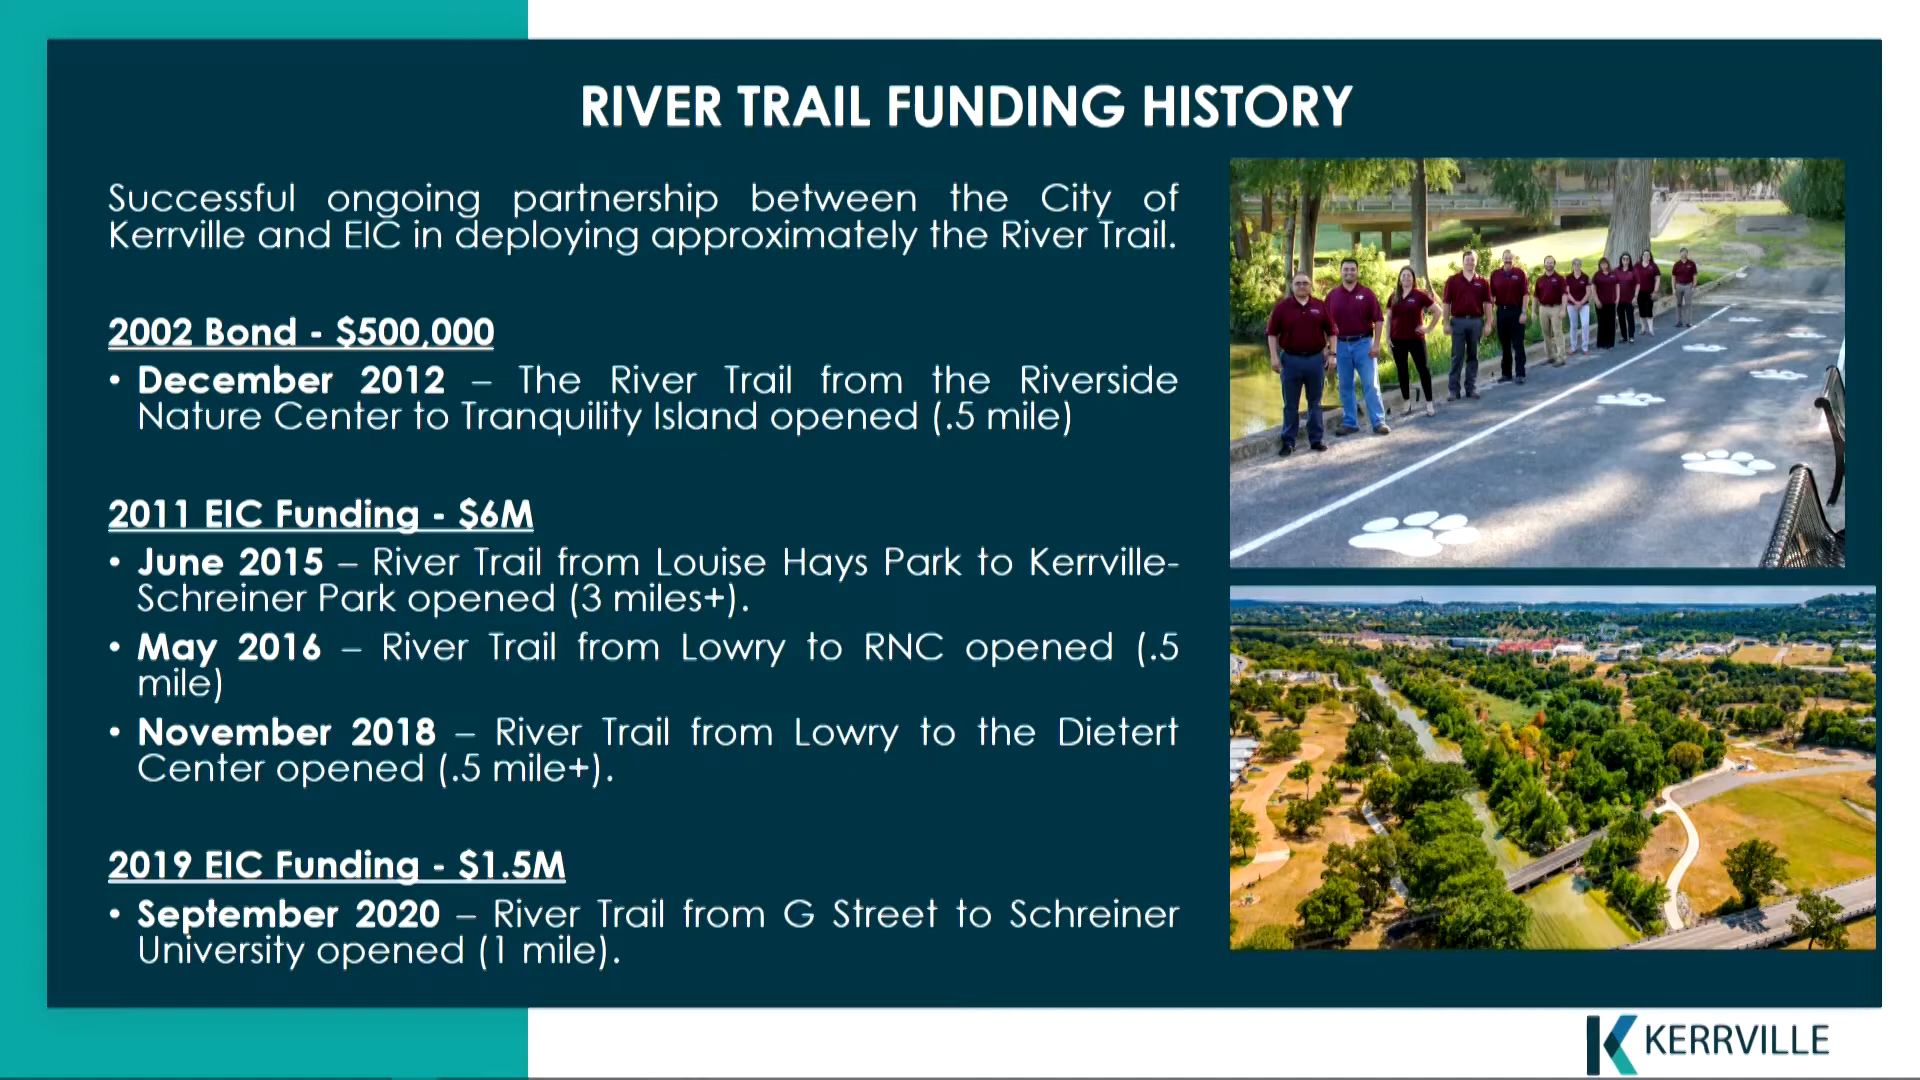 RIVER TRAIL FUNDING HISTORY
Successful ongoing partnership between the City of
Kerrville and EIC in deploying approximately the River Trail.
2002 Bond - $500,000
• December 2012 – The River Trail from the Riverside
Nature Center to Tranquility Island opened (.5 mile)
2011 EIC Funding - $6M
• June 2015 – River Trail from Louise Hays Park to Kerrville-
Schreiner Park opened (3 miles+).
• May 2016 – River Trail from Lowry to RNC opened (.5
mile)
• November 2018 – River Trail from Lowry to the Dietert
Center opened (.5 mile+).
2019 EIC Funding - $1.5M
• September 2020 – River Trail from G Street to Schreiner
University opened (1 mile).
KERRVILLE